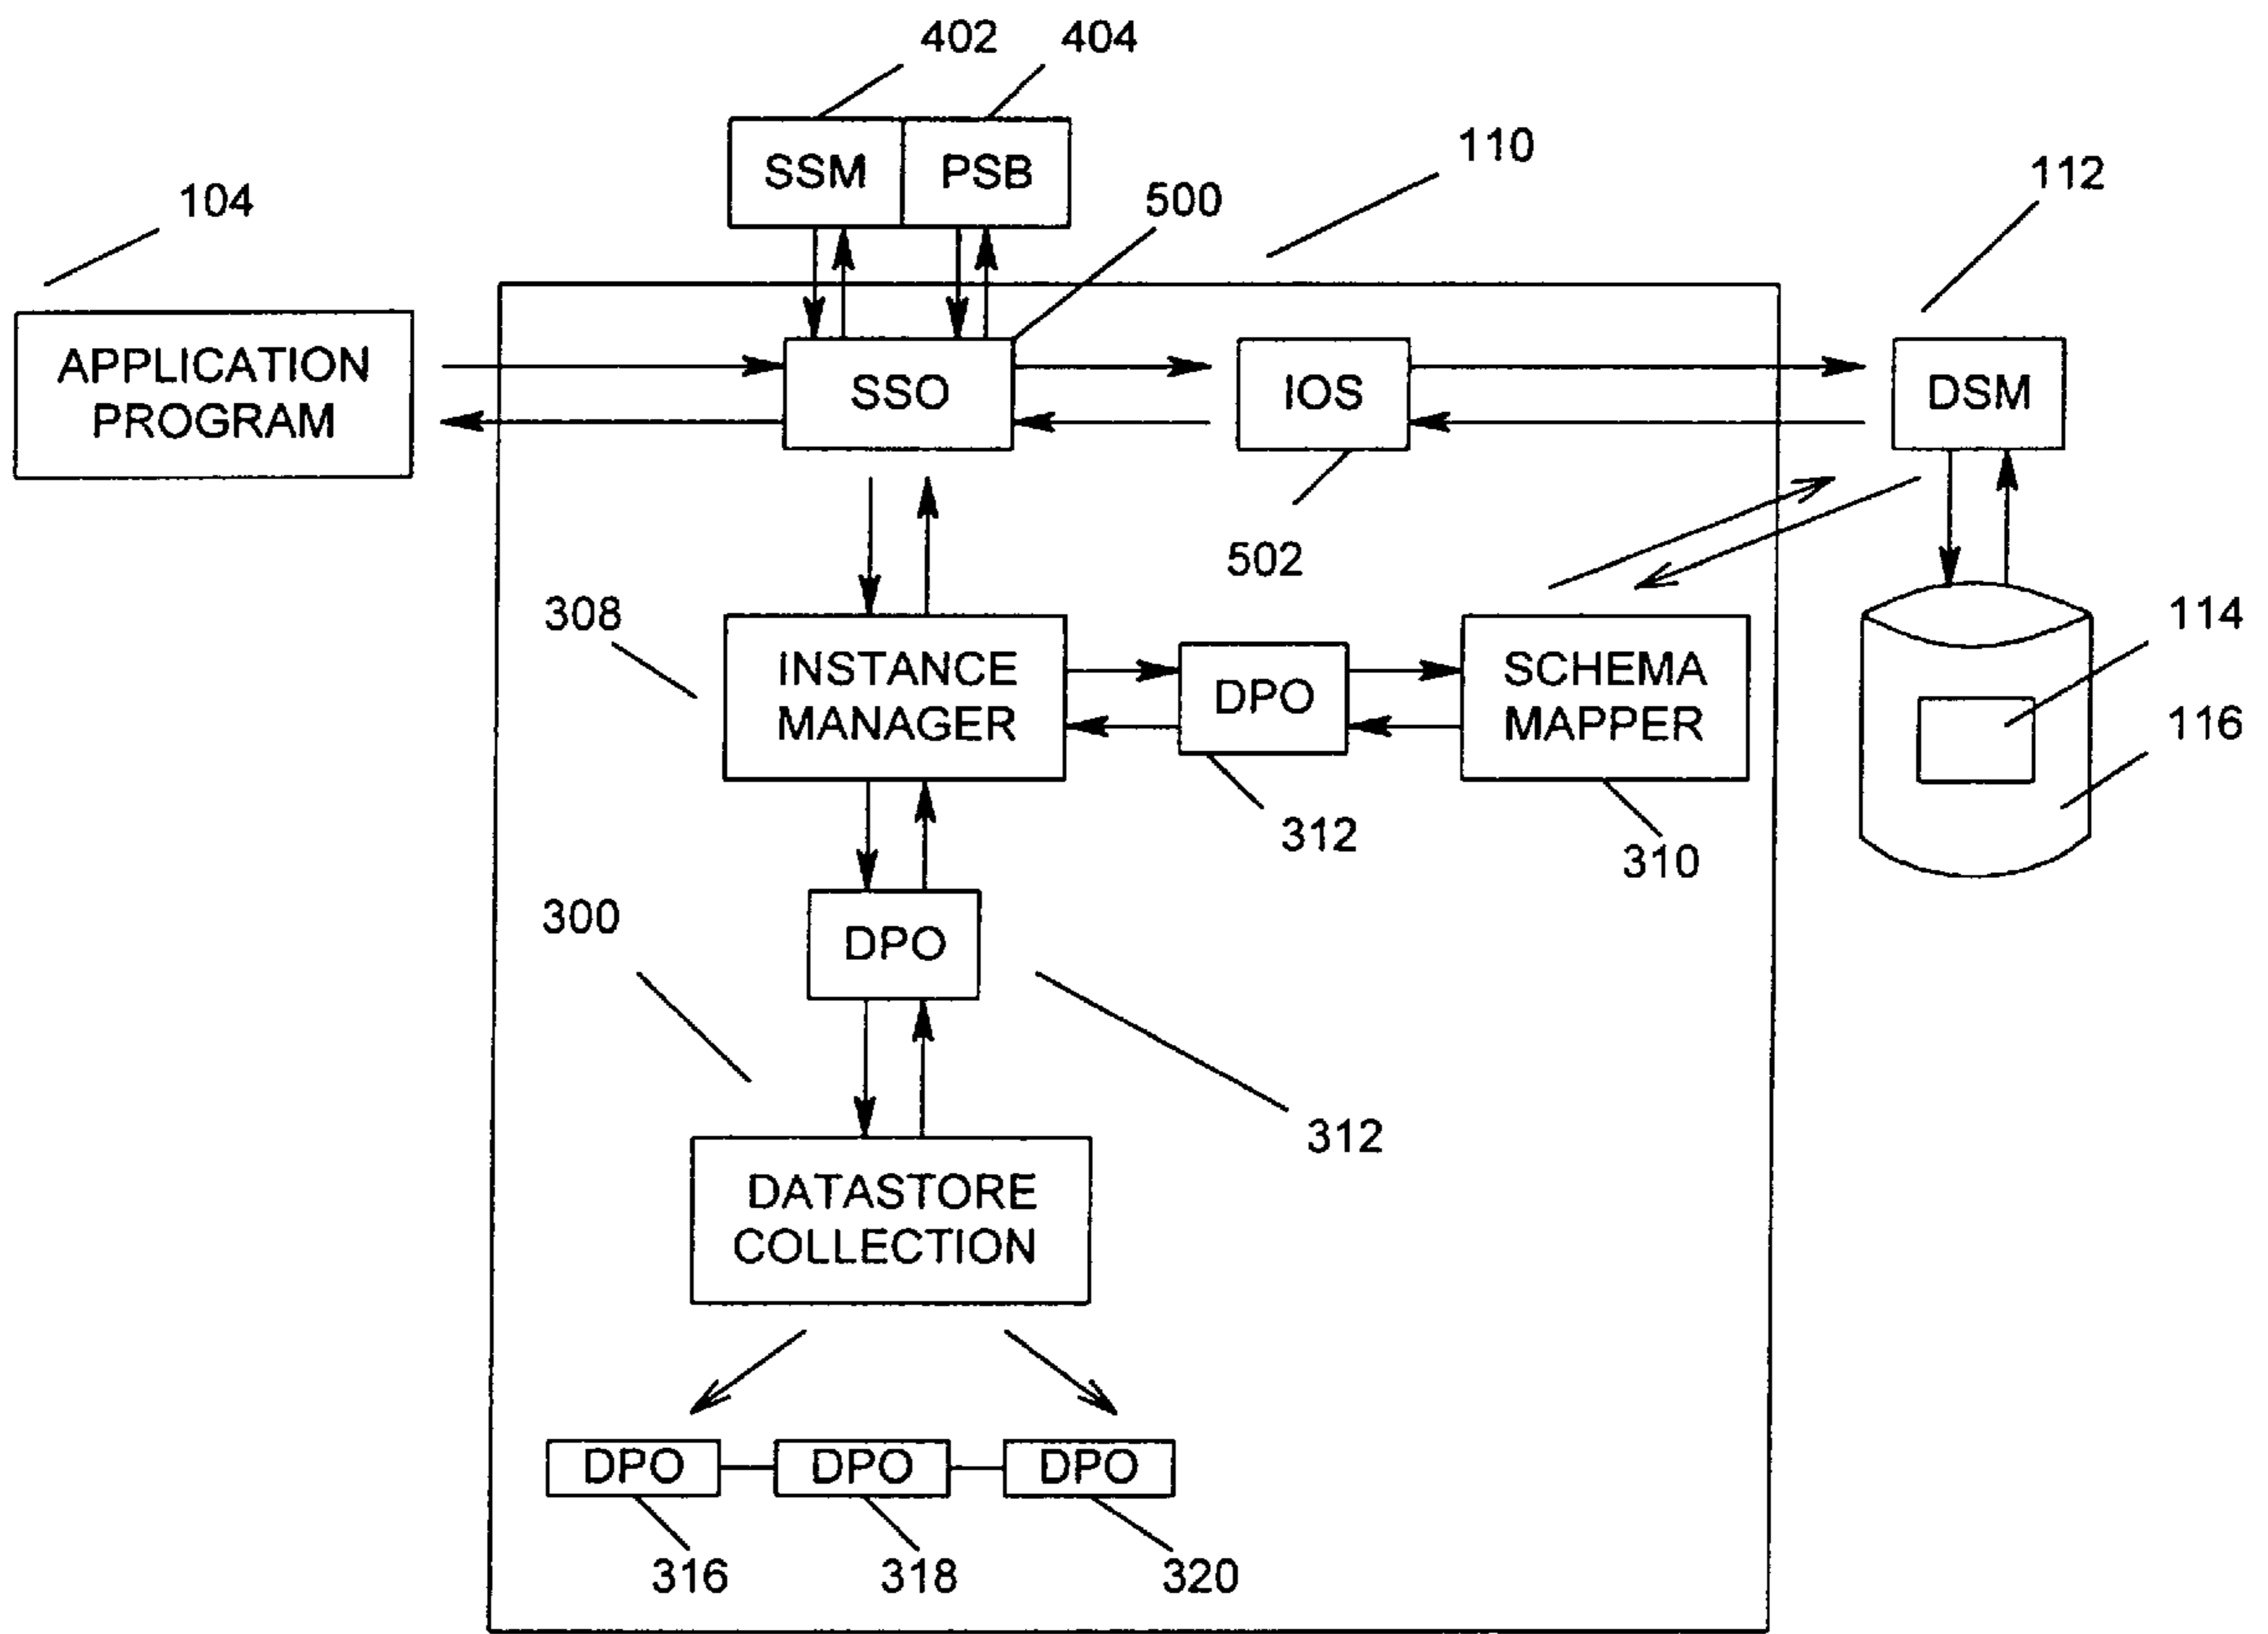 402
404
110
SSM
PSB
112
104
500
APPLICATION
PROGRAM
SSO
IOS
DSM
502
308
114
INSTANCE
MANAGER
DPO
SCHEMA
MAPPER
116
312
310
300
DPO
312
DATASTORE
COLLECTION
DPO
DPO
DPO
316
318
320